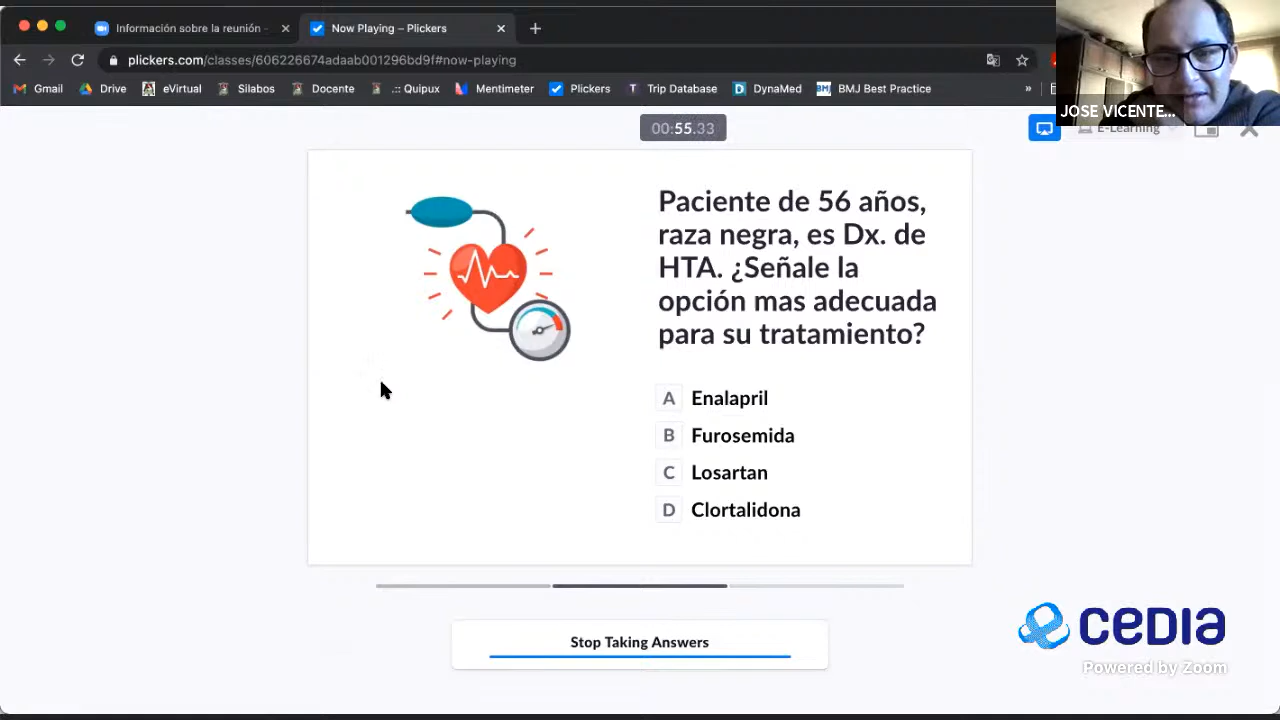 Información sobre la reunión -
Now Playing – Plickers
plickers.com/classes/606226674adaab001296bd9f#now-playing
Gmail
Drive
eVirtual
Silabos
Docente
.:: Quipux
Mentimeter
Plickers
Trip Database
DynaMed
BMJ Best Practice
»
JOSE VICENTE...
00:55.33
E-Learning
Paciente de 56 años,
raza negra, es Dx. de
HTA. ¿Señale la
opción mas adecuada
para su tratamiento?
A Enalapril
B Furosemida
C Losartan
D Clortalidona
Stop Taking Answers
CEDIA
Powered by Zoom